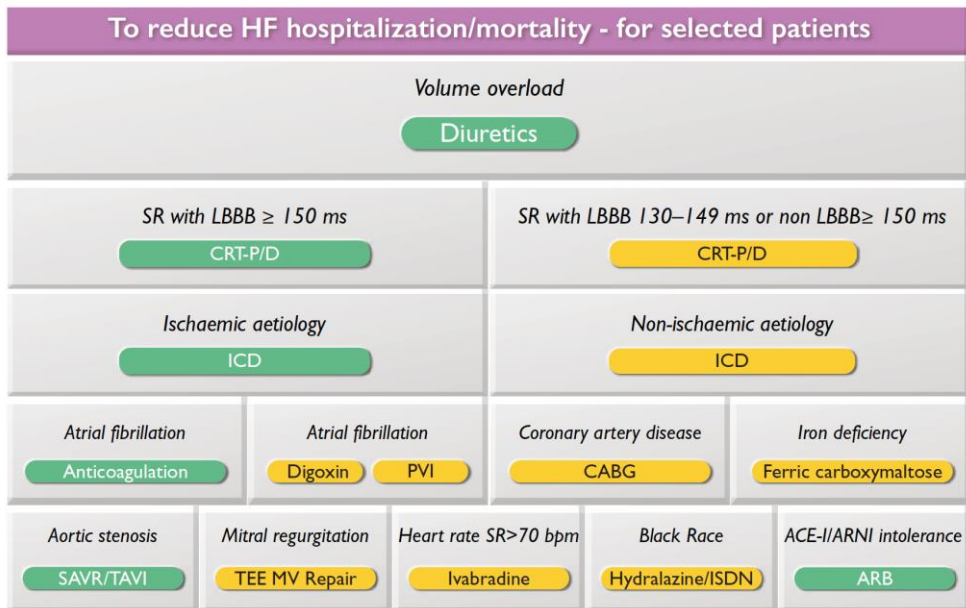 To reduce HF hospitalization/mortality - for selected patients
Volume overload
Diuretics
SR with LBBB ≥ 150 ms
CRT-P/D
SR with LBBB 130–149 ms or non LBBB≥ 150 ms
CRT-P/D
Ischaemic aetiology
ICD
Non-ischaemic aetiology
ICD
Atrial fibrillation
Anticoagulation
Atrial fibrillation
Digoxin PVI
Coronary artery disease
CABG
Iron deficiency
Ferric carboxymaltose
Aortic stenosis
SAVR/TAVI
Mitral regurgitation
TEE MV Repair
Heart rate SR>70 bpm
Ivabradine
Black Race
Hydralazine/ISDN
ACE-I/ARNI intolerance
ARB